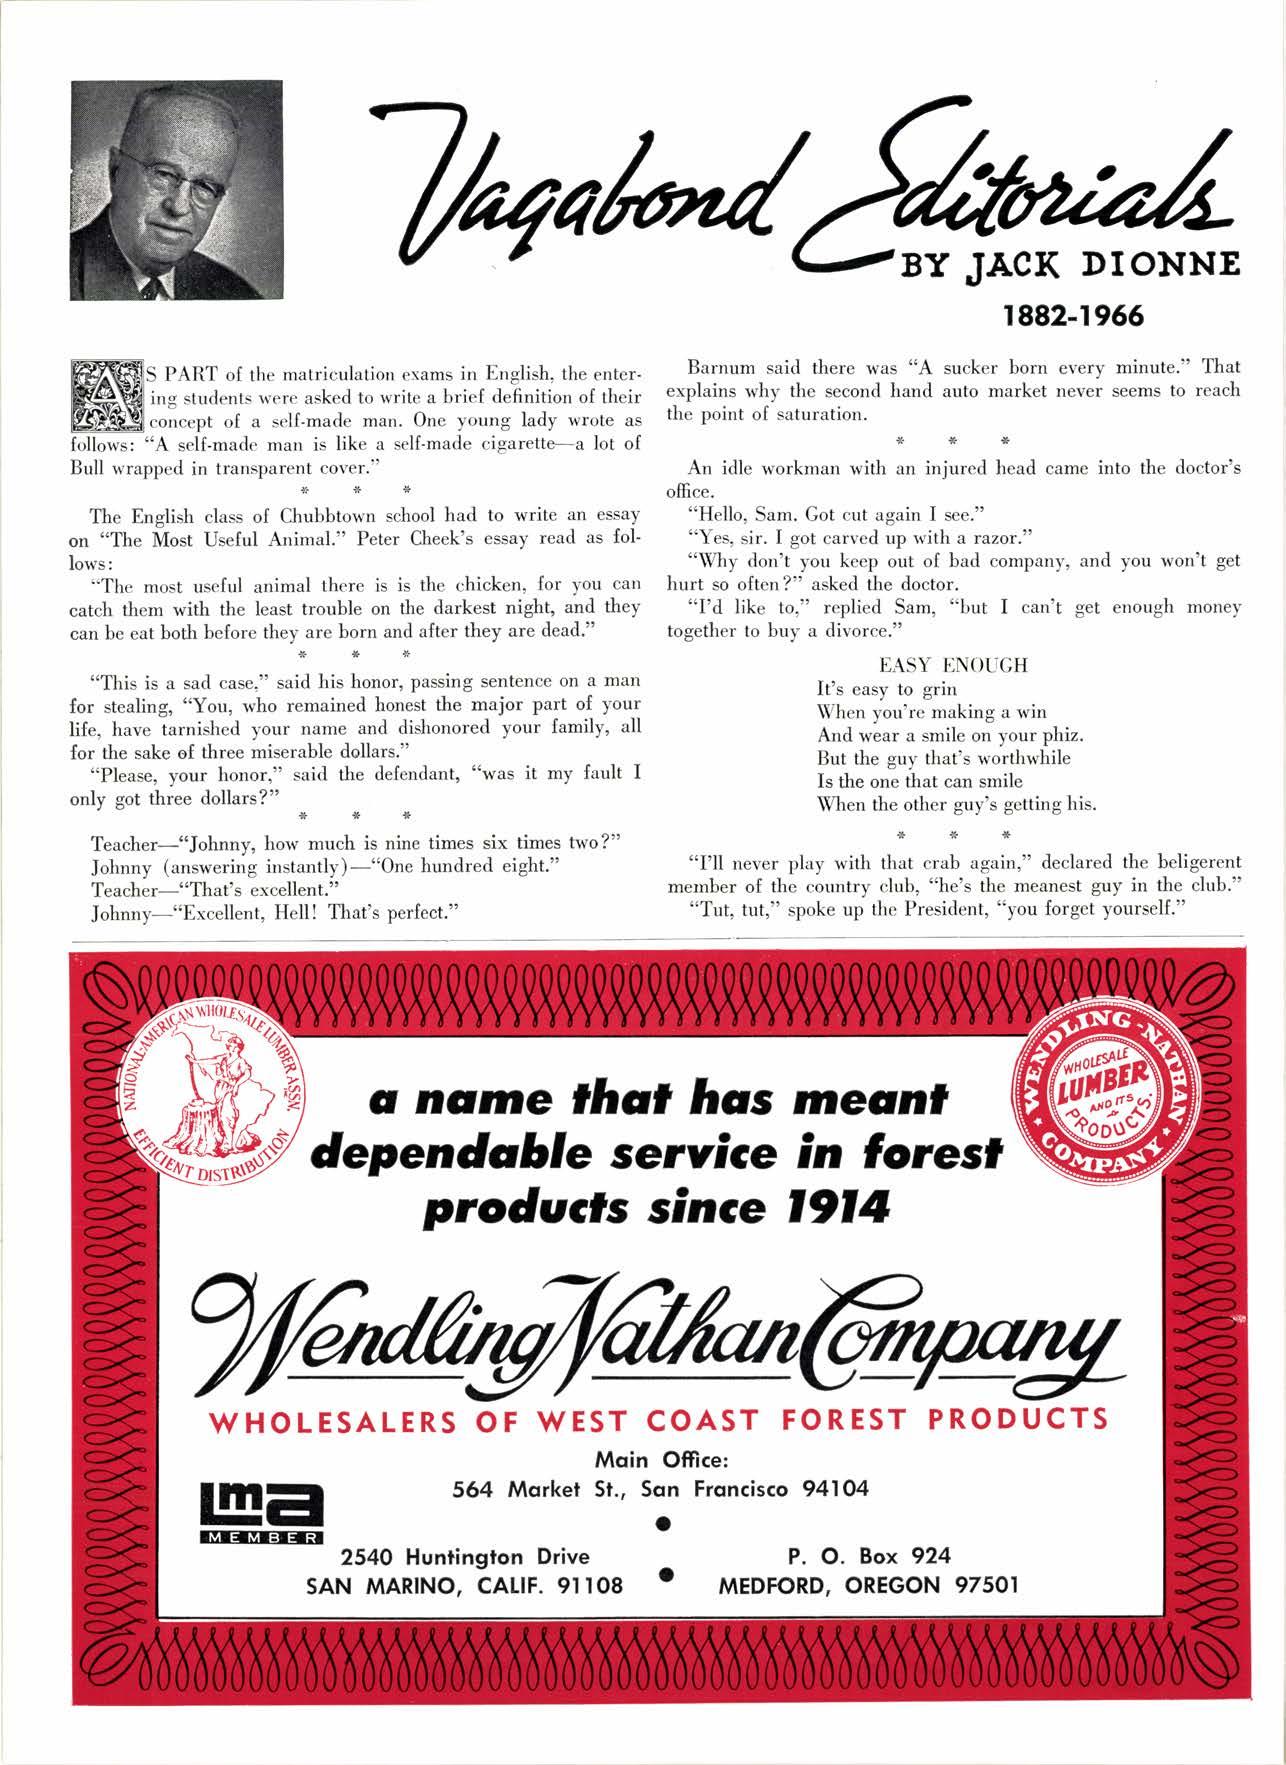 Vagabond Editorials
BY JACK DIONNE
1882-1966
AS PART of the matriculation exams in English, the enter-
ing students were asked to write a brief definition of their
concept of a self-made man. One young lady wrote as
follows: “A self-made man is like a self-made cigarette—a lot of
Bull wrapped in transparent cover.”
* * *
The English class of Chubbtown school had to write an essay
on “The Most Useful Animal.” Peter Cheek’s essay read as fol-
lows:
“The most useful animal there is is the chicken, for you can
catch them with the least trouble on the darkest night, and they
can be eat both before they are born and after they are dead.”
* * *
“This is a sad case,” said his honor, passing sentence on a man
for stealing, “You, who remained honest the major part of your
life, have tarnished your name and dishonored your family, all
for the sake of three miserable dollars.”
“Please, your honor,” said the defendant, “was it my fault I
only got three dollars?”
* * *
Teacher—“Johnny, how much is nine times six times two?”
Johnny (answering instantly)—“One hundred eight.”
Teacher—“That’s excellent.”
Johnny—“Excellent, Hell! That’s perfect.”
Barnum said there was “A sucker born every minute.” That
explains why the second hand auto market never seems to reach
the point of saturation.
* * *
An idle workman with an injured head came into the doctor’s
office.
“Hello, Sam. Got cut again I see.”
“Yes, sir. I got carved up with a razor.”
“Why don’t you keep out of bad company, and you won’t get
hurt so often?” asked the doctor.
“I’d like to,” replied Sam, “but I can’t get enough money
together to buy a divorce.”
EASY ENOUGH
It’s easy to grin
When you’re making a win
And wear a smile on your phiz.
But the guy that’s worthwhile
Is the one that can smile
When the other guy’s getting his.
* * *
“I’ll never play with that crab again,” declared the beligerent
member of the country club, “he’s the meanest guy in the club.”
“Tut, tut,” spoke up the President, “you forget yourself.”
NATIONAL-AMERICAN WHOLESALE LUMBER ASSN. INC
EFFICIENT DISTRIBUTION
WENDLING-NATHAN
COMPANY
WHOLESALE
LUMBER
AND ITS
PRODUCTS.
a name that has meant
dependable service in forest
products since 1914
Wendling Nathan Company
WHOLESALERS OF WEST COAST FOREST PRODUCTS
Main Office:
564 Market St., San Francisco 94104
lma
MEMBER
2540 Huntington Drive
SAN MARINO, CALIF. 91108
P. O. Box 924
MEDFORD, OREGON 97501